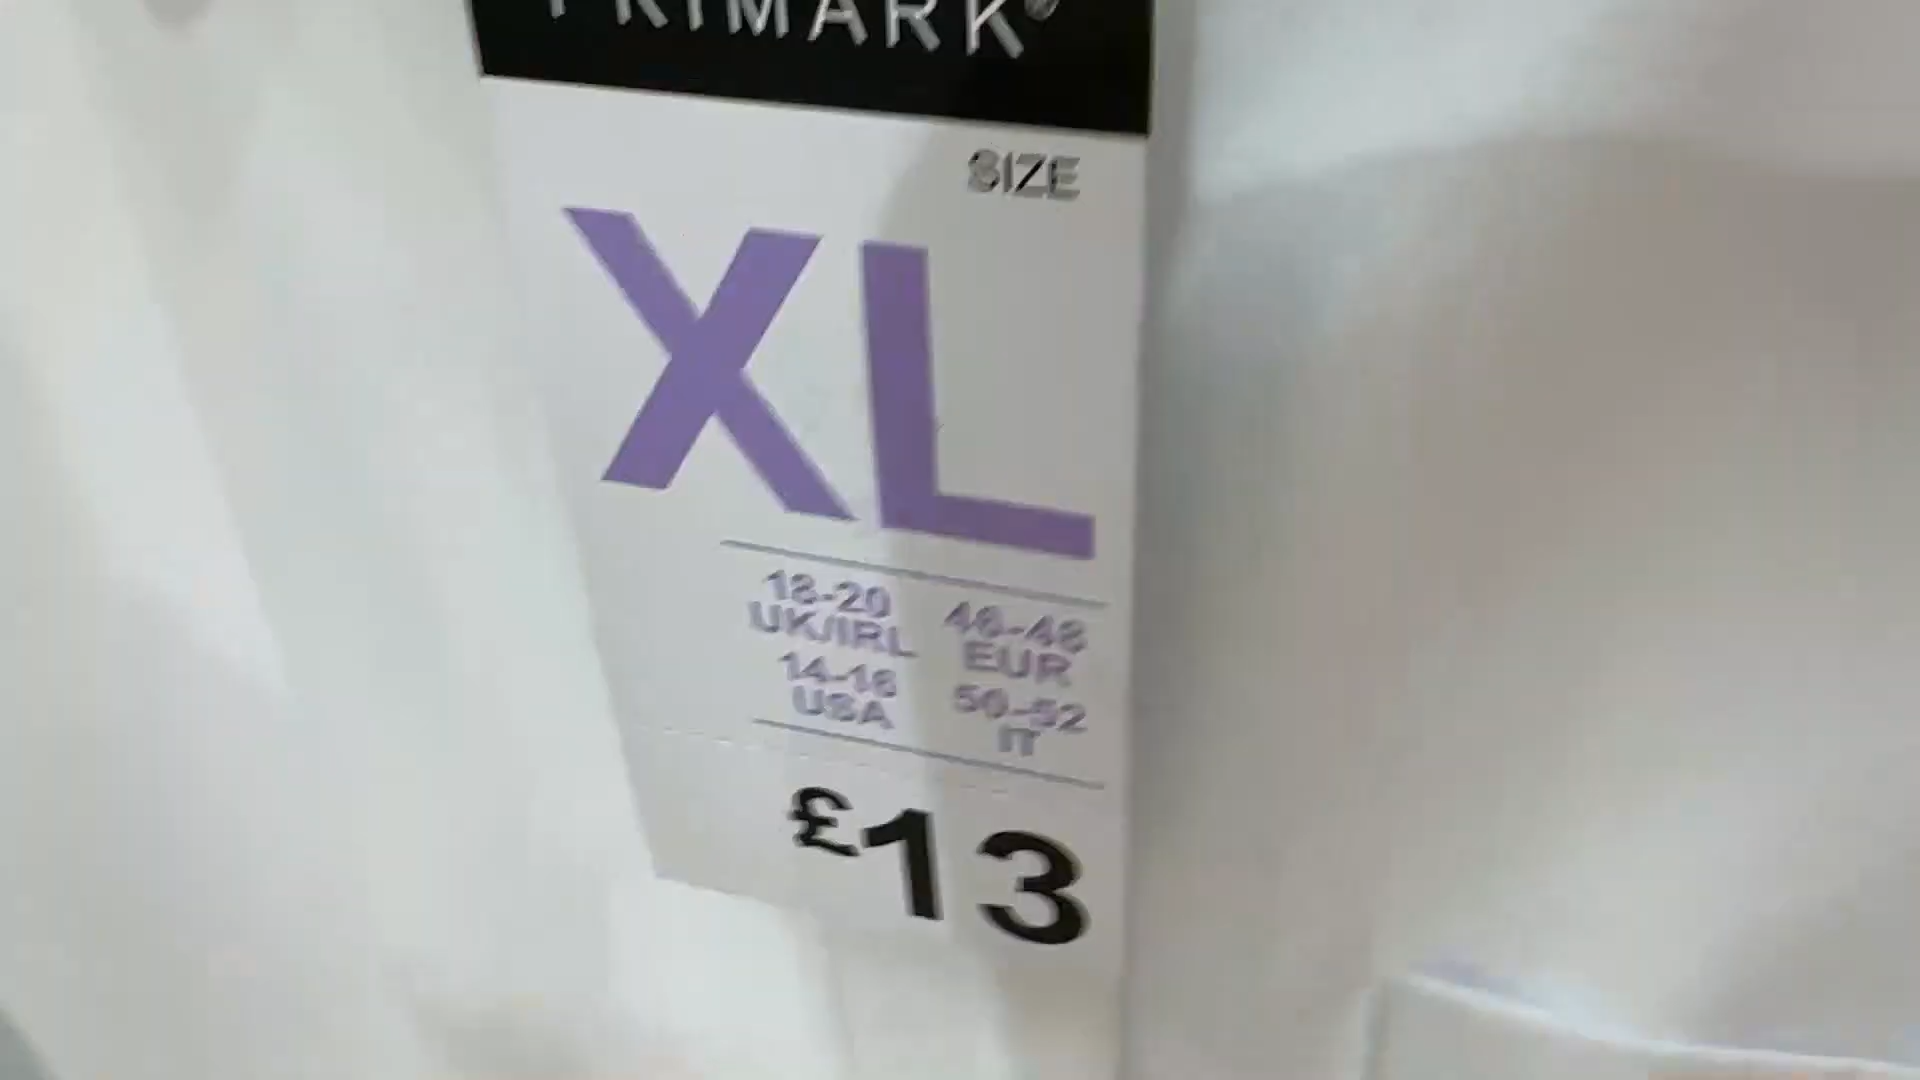 PRIMARK®
SIZE
XL
18-20
UK/IRL
46-48
EUR
14-16
USA
50-52
IT
£13